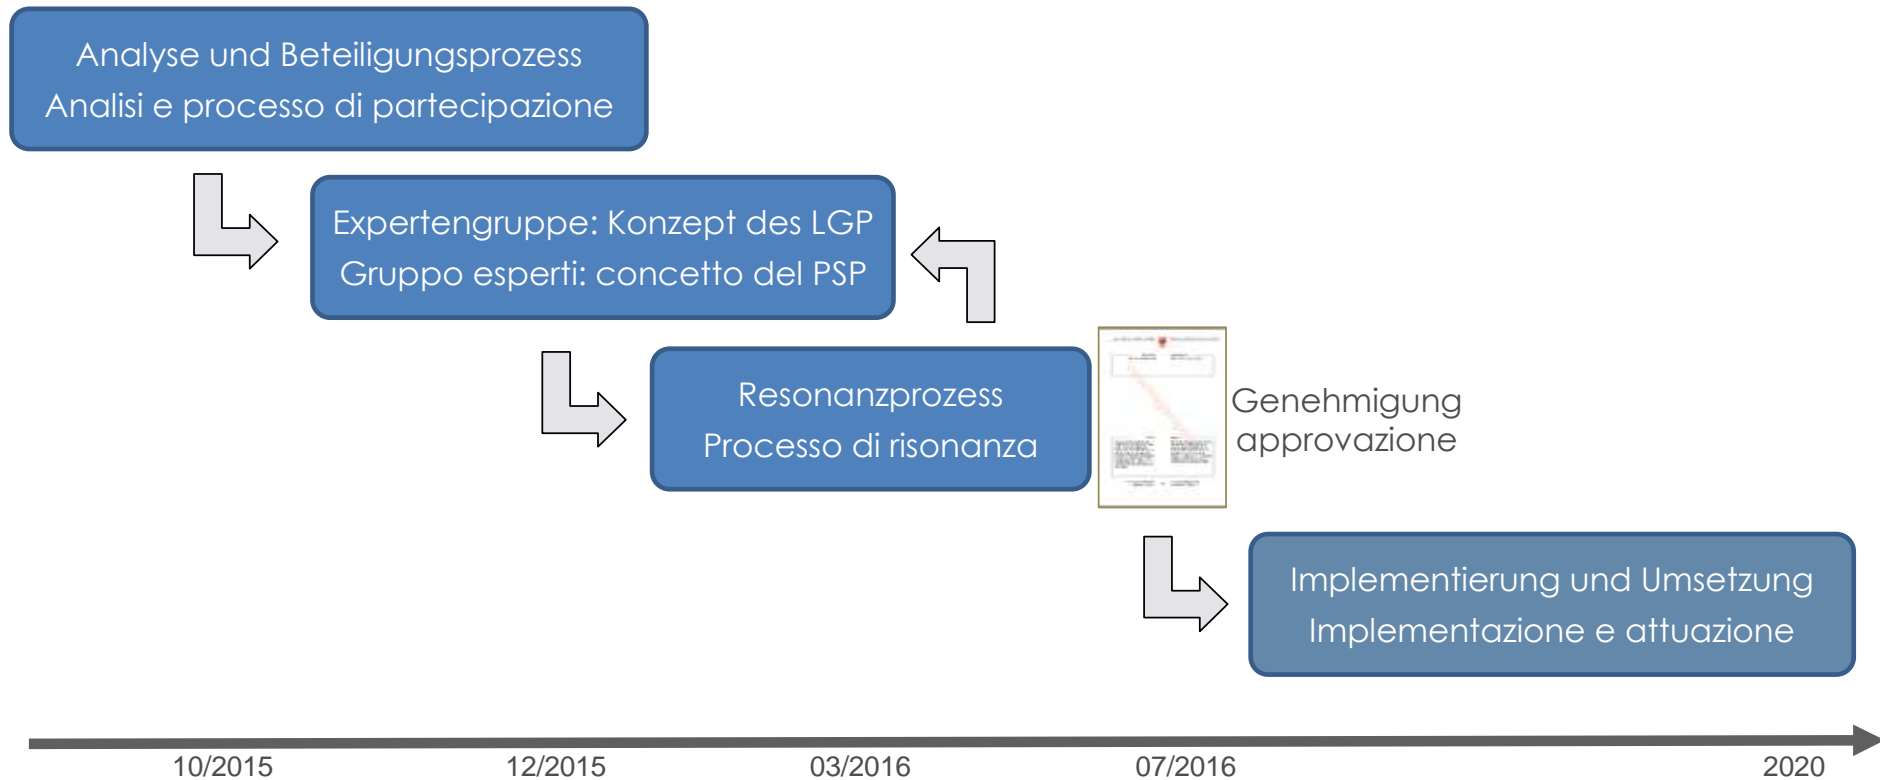 Analyse und Beteiligungsprozess
Analisi e processo di partecipazione
Expertengruppe: Konzept des LGP
Gruppo esperti: concetto del PSP
Resonanzprozess
Processo di risonanza
Genehmigung
approvazione
Implementierung und Umsetzung
Implementazione e attuazione
10/2015
12/2015
03/2016
07/2016
2020